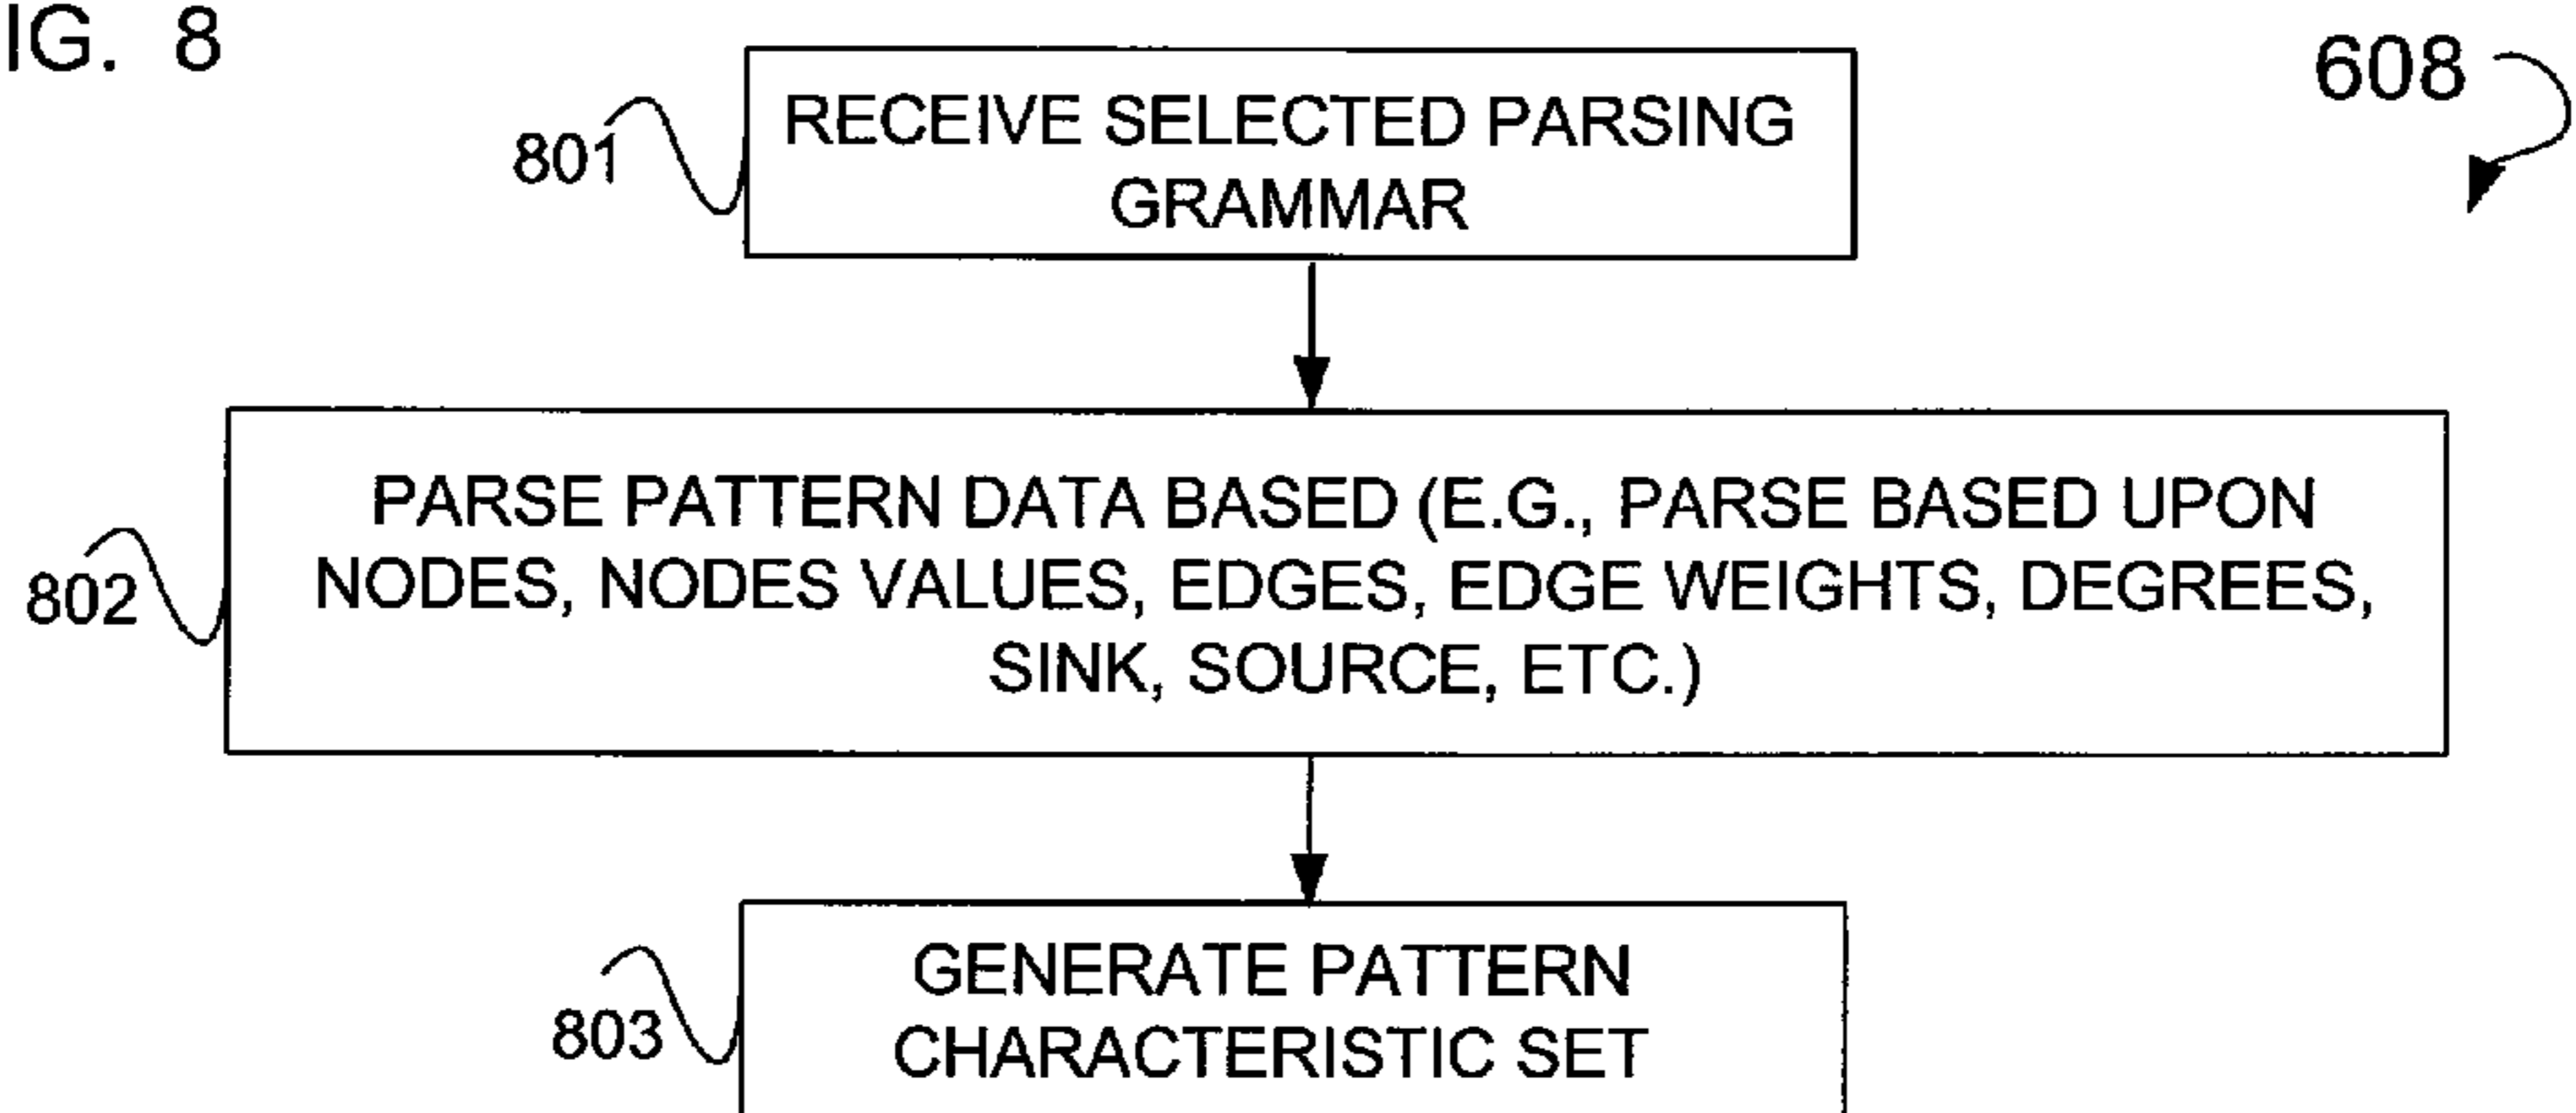 IG. 8
608
801
RECEIVE SELECTED PARSING
GRAMMAR
802
PARSE PATTERN DATA BASED (E.G., PARSE BASED UPON
NODES, NODES VALUES, EDGES, EDGE WEIGHTS, DEGREES,
SINK, SOURCE, ETC.)
803
GENERATE PATTERN
CHARACTERISTIC SET